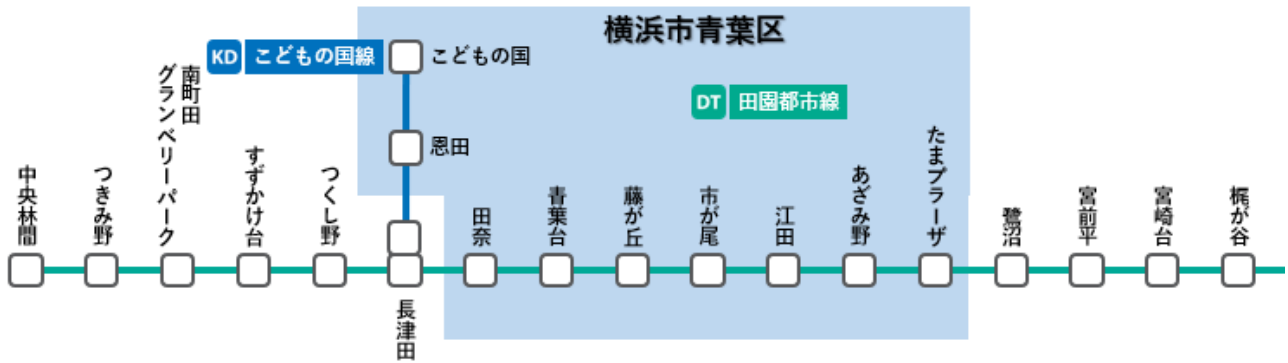 横浜市青葉区
KD こどもの国線
こどもの国
DT 田園都市線
恩田
中央林間
つきみ野
南町田
グランベリーパーク
すずかけ台
つくし野
長津田
田奈
青葉台
藤が丘
市が尾
江田
あざみ野
たまプラーザ
鷺沼
宮前平
宮崎台
梶が谷